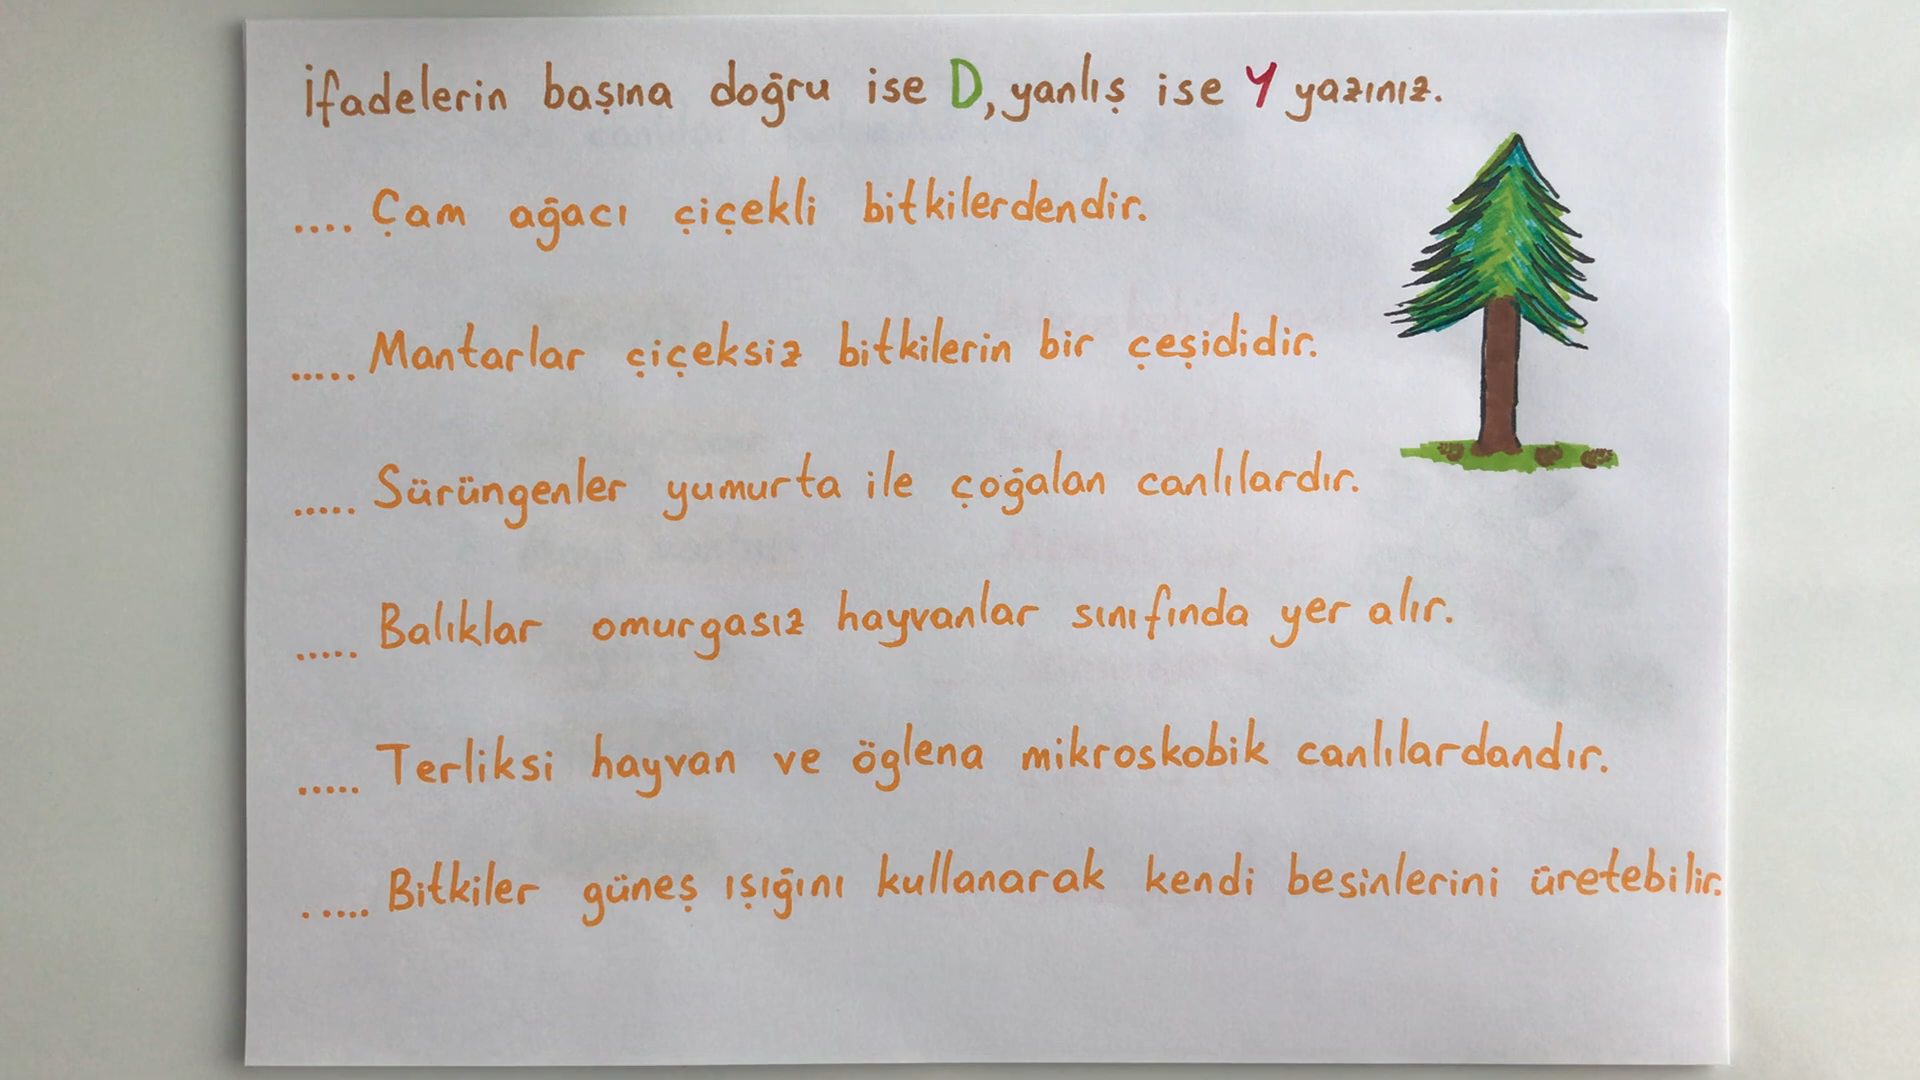 İfadelerin başına doğru ise D, yanlış ise Y yazınız.
.... Çam ağacı çiçekli bitkilerdendir.
..... Mantarlar çiçeksiz bitkilerin bir çeşididir.
..... Sürüngenler yumurta ile çoğalan canlılardır.
..... Balıklar omurgasız hayvanlar sınıfında yer alır.
..... Terliksi hayvan ve öglena mikroskobik canlılardandır.
..... Bitkiler güneş ışığını kullanarak kendi besinlerini üretebilir.